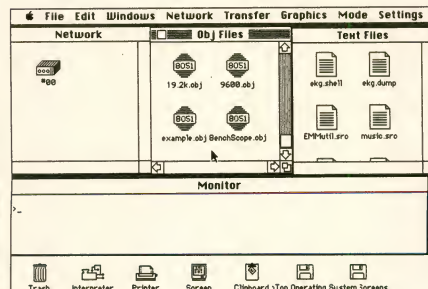 File Edit Windows Network Transfer Graphics Mode Settings
Network
Obj Files
Text Files
"00
8051
8051
19.2k.obj
9600.obj
8051
8051
example.obj
BenchScope.obj
ekg.shell
ekg.dump
EMMutil.src
music.src
Monitor
>_
Trash
Interpreter
Printer
Screen
Clipboard
>Top Operating System Screens